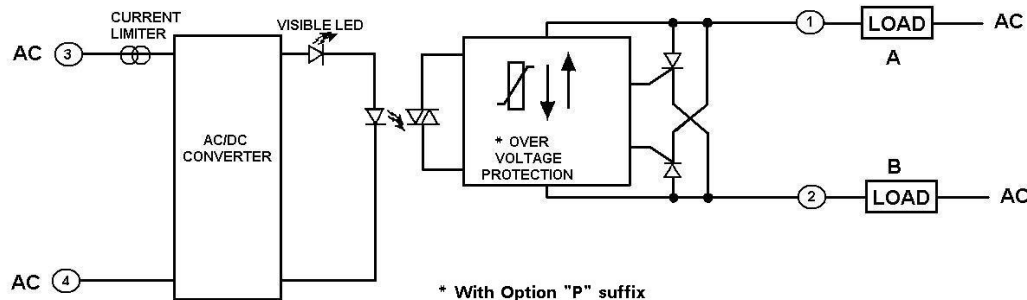 CURRENT
LIMITER
VISIBLE LED
AC 3
AC/DC
CONVERTER
* OVER
VOLTAGE
PROTECTION
1 LOAD AC
A
B
2 LOAD AC
AC 4
* With Option "P" suffix